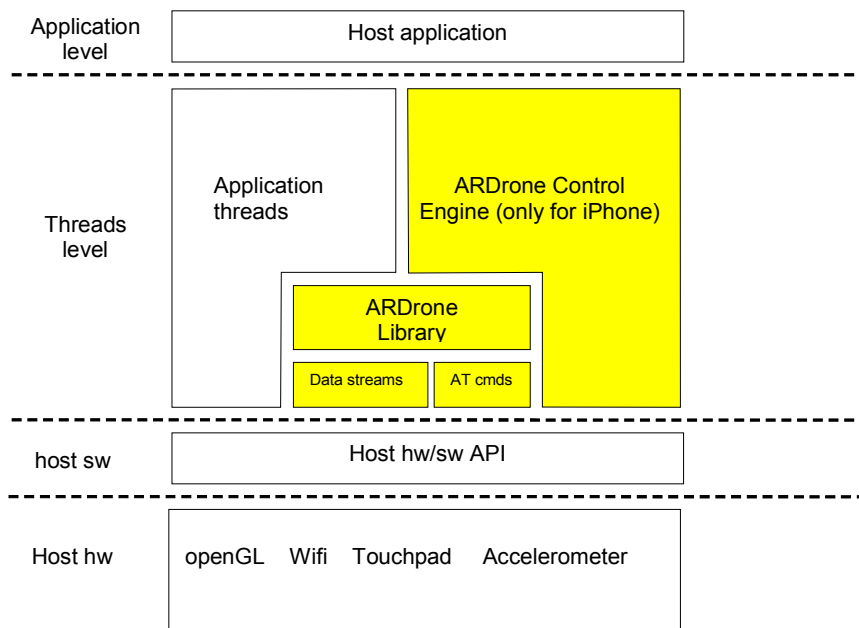 Application
level
Host application
Threads
level
Application
threads
ARDrone Control
Engine (only for iPhone)
ARDrone
Library
Data streams
AT cmds
host sw
Host hw/sw API
Host hw
openGL Wifi Touchpad Accelerometer